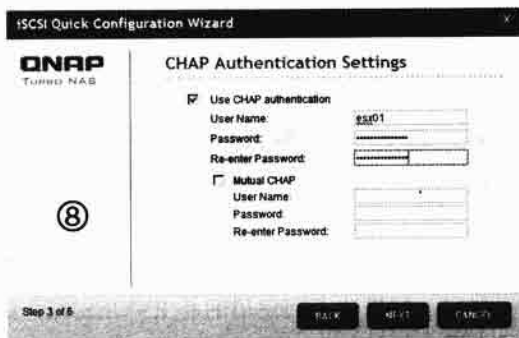 iSCSI Quick Configuration Wizard x
QNAP
TURBO NAS
CHAP Authentication Settings
Use CHAP authentication
User Name: esx01
Password: •••••••••••••
Re-enter Password: •••••••••••••
Mutual CHAP
User Name:
Password:
Re-enter Password:
⑧
Step 3 of 6
BACK NEXT CANCEL